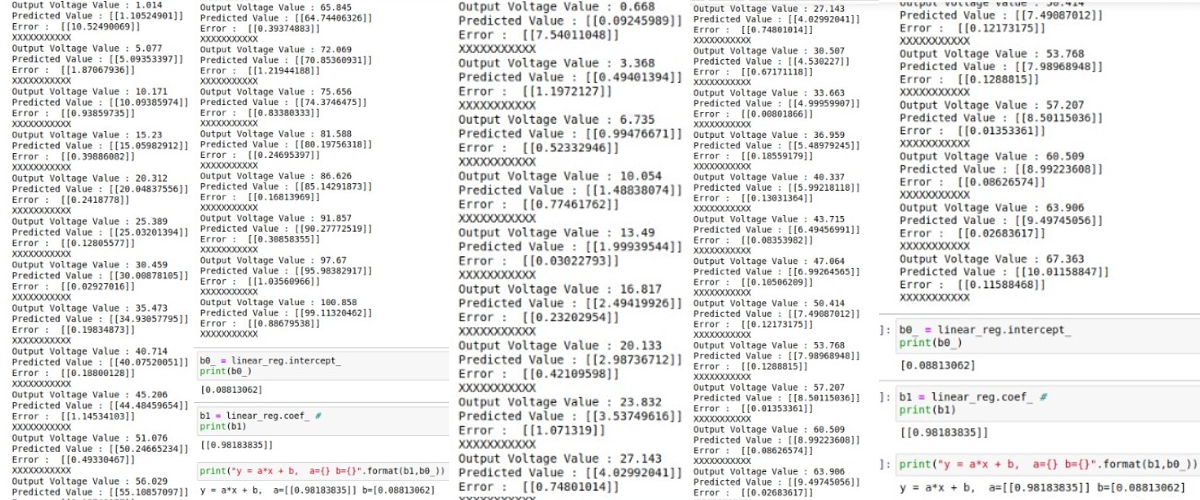 Output Voltage Value : 1.014
Predicted Value : [[1.10524901]]
Error :  [[10.52490069]]
XXXXXXXXXXX
Output Voltage Value : 5.077
Predicted Value : [[5.09353397]]
Error :  [[1.87067936]]
XXXXXXXXXXX
Output Voltage Value : 10.171
Predicted Value : [[10.09385974]]
Error :  [[0.93859735]]
XXXXXXXXXXX
Output Voltage Value : 15.23
Predicted Value : [[15.05982912]]
Error :  [[0.39886082]]
XXXXXXXXXXX
Output Voltage Value : 20.312
Predicted Value : [[20.04837556]]
Error :  [[0.2418778]]
XXXXXXXXXXX
Output Voltage Value : 25.389
Predicted Value : [[25.03201394]]
Error :  [[0.12805577]]
XXXXXXXXXXX
Output Voltage Value : 30.459
Predicted Value : [[30.00878105]]
Error :  [[0.02927016]]
XXXXXXXXXXX
Output Voltage Value : 35.473
Predicted Value : [[34.93057795]]
Error :  [[0.19834873]]
XXXXXXXXXXX
Output Voltage Value : 40.714
Predicted Value : [[40.07520051]]
Error :  [[0.18800128]]
XXXXXXXXXXX
Output Voltage Value : 45.206
Predicted Value : [[44.48459654]]
Error :  [[1.14534103]]
XXXXXXXXXXX
Output Voltage Value : 51.076
Predicted Value : [[50.24665234]]
Error :  [[0.49330467]]
XXXXXXXXXXX
Output Voltage Value : 56.029
Predicted Value : [[55.10857097]]
Output Voltage Value : 65.845
Predicted Value : [[64.74406326]]
Error :  [[0.39374883]]
XXXXXXXXXXX
Output Voltage Value : 72.069
Predicted Value : [[70.85360931]]
Error :  [[1.21944188]]
XXXXXXXXXXX
Output Voltage Value : 75.656
Predicted Value : [[74.3746475]]
Error :  [[0.83380333]]
XXXXXXXXXXX
Output Voltage Value : 81.588
Predicted Value : [[80.19756318]]
Error :  [[0.24695397]]
XXXXXXXXXXX
Output Voltage Value : 86.626
Predicted Value : [[85.14291873]]
Error :  [[0.16813969]]
XXXXXXXXXXX
Output Voltage Value : 91.857
Predicted Value : [[90.27772519]]
Error :  [[0.30858355]]
XXXXXXXXXXX
Output Voltage Value : 97.67
Predicted Value : [[95.98382917]]
Error :  [[1.03560966]]
XXXXXXXXXXX
Output Voltage Value : 100.858
Predicted Value : [[99.11320462]]
Error :  [[0.88679538]]
XXXXXXXXXXX
b0_ = linear_reg.intercept_
print(b0_)
[0.08813062]
b1 = linear_reg.coef_ #
print(b1)
[[0.98183835]]
print("y = a*x + b,  a={} b={}".format(b1,b0_))
y = a*x + b,  a=[[0.98183835]] b=[0.08813062]
Output Voltage Value : 0.668
Predicted Value : [[0.09245989]]
Error :  [[7.54011048]]
XXXXXXXXXXX
Output Voltage Value : 3.368
Predicted Value : [[0.49401394]]
Error :  [[1.1972127]]
XXXXXXXXXXX
Output Voltage Value : 6.735
Predicted Value : [[0.99476671]]
Error :  [[0.52332946]]
XXXXXXXXXXX
Output Voltage Value : 10.054
Predicted Value : [[1.48838074]]
Error :  [[0.77461762]]
XXXXXXXXXXX
Output Voltage Value : 13.49
Predicted Value : [[1.99939544]]
Error :  [[0.03022793]]
XXXXXXXXXXX
Output Voltage Value : 16.817
Predicted Value : [[2.49419926]]
Error :  [[0.23202954]]
XXXXXXXXXXX
Output Voltage Value : 20.133
Predicted Value : [[2.98736712]]
Error :  [[0.42109598]]
XXXXXXXXXXX
Output Voltage Value : 23.832
Predicted Value : [[3.53749616]]
Error :  [[1.071319]]
XXXXXXXXXXX
Output Voltage Value : 27.143
Predicted Value : [[4.02992041]]
Error :  [[0.74801014]]
XXXXXXXXXXX
Output Voltage Value : 27.143
Predicted Value : [[4.02992041]]
Error :  [[0.74801014]]
XXXXXXXXXXX
Output Voltage Value : 30.507
Predicted Value : [[4.530227]]
Error :  [[0.67171118]]
XXXXXXXXXXX
Output Voltage Value : 33.663
Predicted Value : [[4.99959907]]
Error :  [[0.00801866]]
XXXXXXXXXXX
Output Voltage Value : 36.959
Predicted Value : [[5.48979245]]
Error :  [[0.18559179]]
XXXXXXXXXXX
Output Voltage Value : 40.337
Predicted Value : [[5.99218118]]
Error :  [[0.13031364]]
XXXXXXXXXXX
Output Voltage Value : 43.715
Predicted Value : [[6.49456991]]
Error :  [[0.08353982]]
XXXXXXXXXXX
Output Voltage Value : 47.064
Predicted Value : [[6.99264565]]
Error :  [[0.10506209]]
XXXXXXXXXXX
Output Voltage Value : 50.414
Predicted Value : [[7.49087012]]
Error :  [[0.12173175]]
XXXXXXXXXXX
Output Voltage Value : 53.768
Predicted Value : [[7.98968948]]
Error :  [[0.1288815]]
XXXXXXXXXXX
Output Voltage Value : 57.207
Predicted Value : [[8.50115036]]
Error :  [[0.01353361]]
XXXXXXXXXXX
Output Voltage Value : 60.509
Predicted Value : [[8.99223608]]
Error :  [[0.08626574]]
XXXXXXXXXXX
Output Voltage Value : 63.906
Predicted Value : [[9.49745056]]
Error :  [[0.02683617]]
Output Voltage Value : 50.414
Predicted Value : [[7.49087012]]
Error :  [[0.12173175]]
XXXXXXXXXXX
Output Voltage Value : 53.768
Predicted Value : [[7.98968948]]
Error :  [[0.1288815]]
XXXXXXXXXXX
Output Voltage Value : 57.207
Predicted Value : [[8.50115036]]
Error :  [[0.01353361]]
XXXXXXXXXXX
Output Voltage Value : 60.509
Predicted Value : [[8.99223608]]
Error :  [[0.08626574]]
XXXXXXXXXXX
Output Voltage Value : 63.906
Predicted Value : [[9.49745056]]
Error :  [[0.02683617]]
XXXXXXXXXXX
Output Voltage Value : 67.363
Predicted Value : [[10.01158847]]
Error :  [[0.11588468]]
XXXXXXXXXXX
]: b0_ = linear_reg.intercept_
print(b0_)
[0.08813062]
]: b1 = linear_reg.coef_ #
print(b1)
[[0.98183835]]
]: print("y = a*x + b,  a={} b={}".format(b1,b0_))
y = a*x + b,  a=[[0.98183835]] b=[0.08813062]